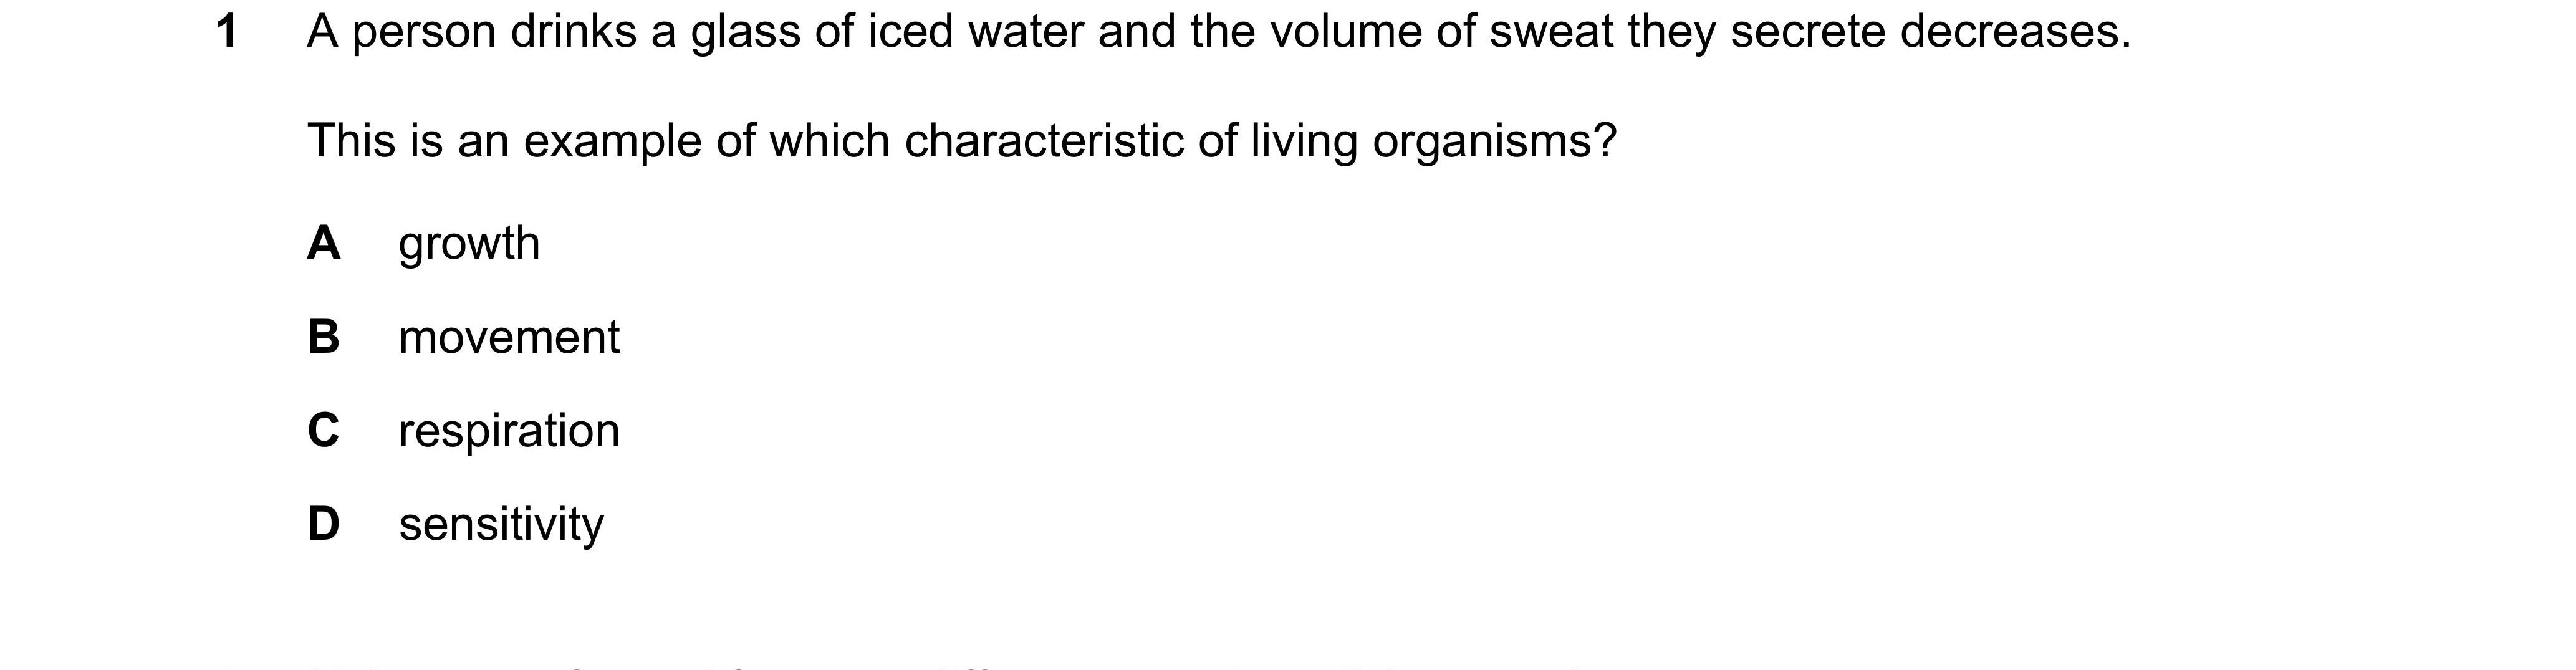 1 A person drinks a glass of iced water and the volume of sweat they secrete decreases.
This is an example of which characteristic of living organisms?
A growth
B movement
C respiration
D sensitivity